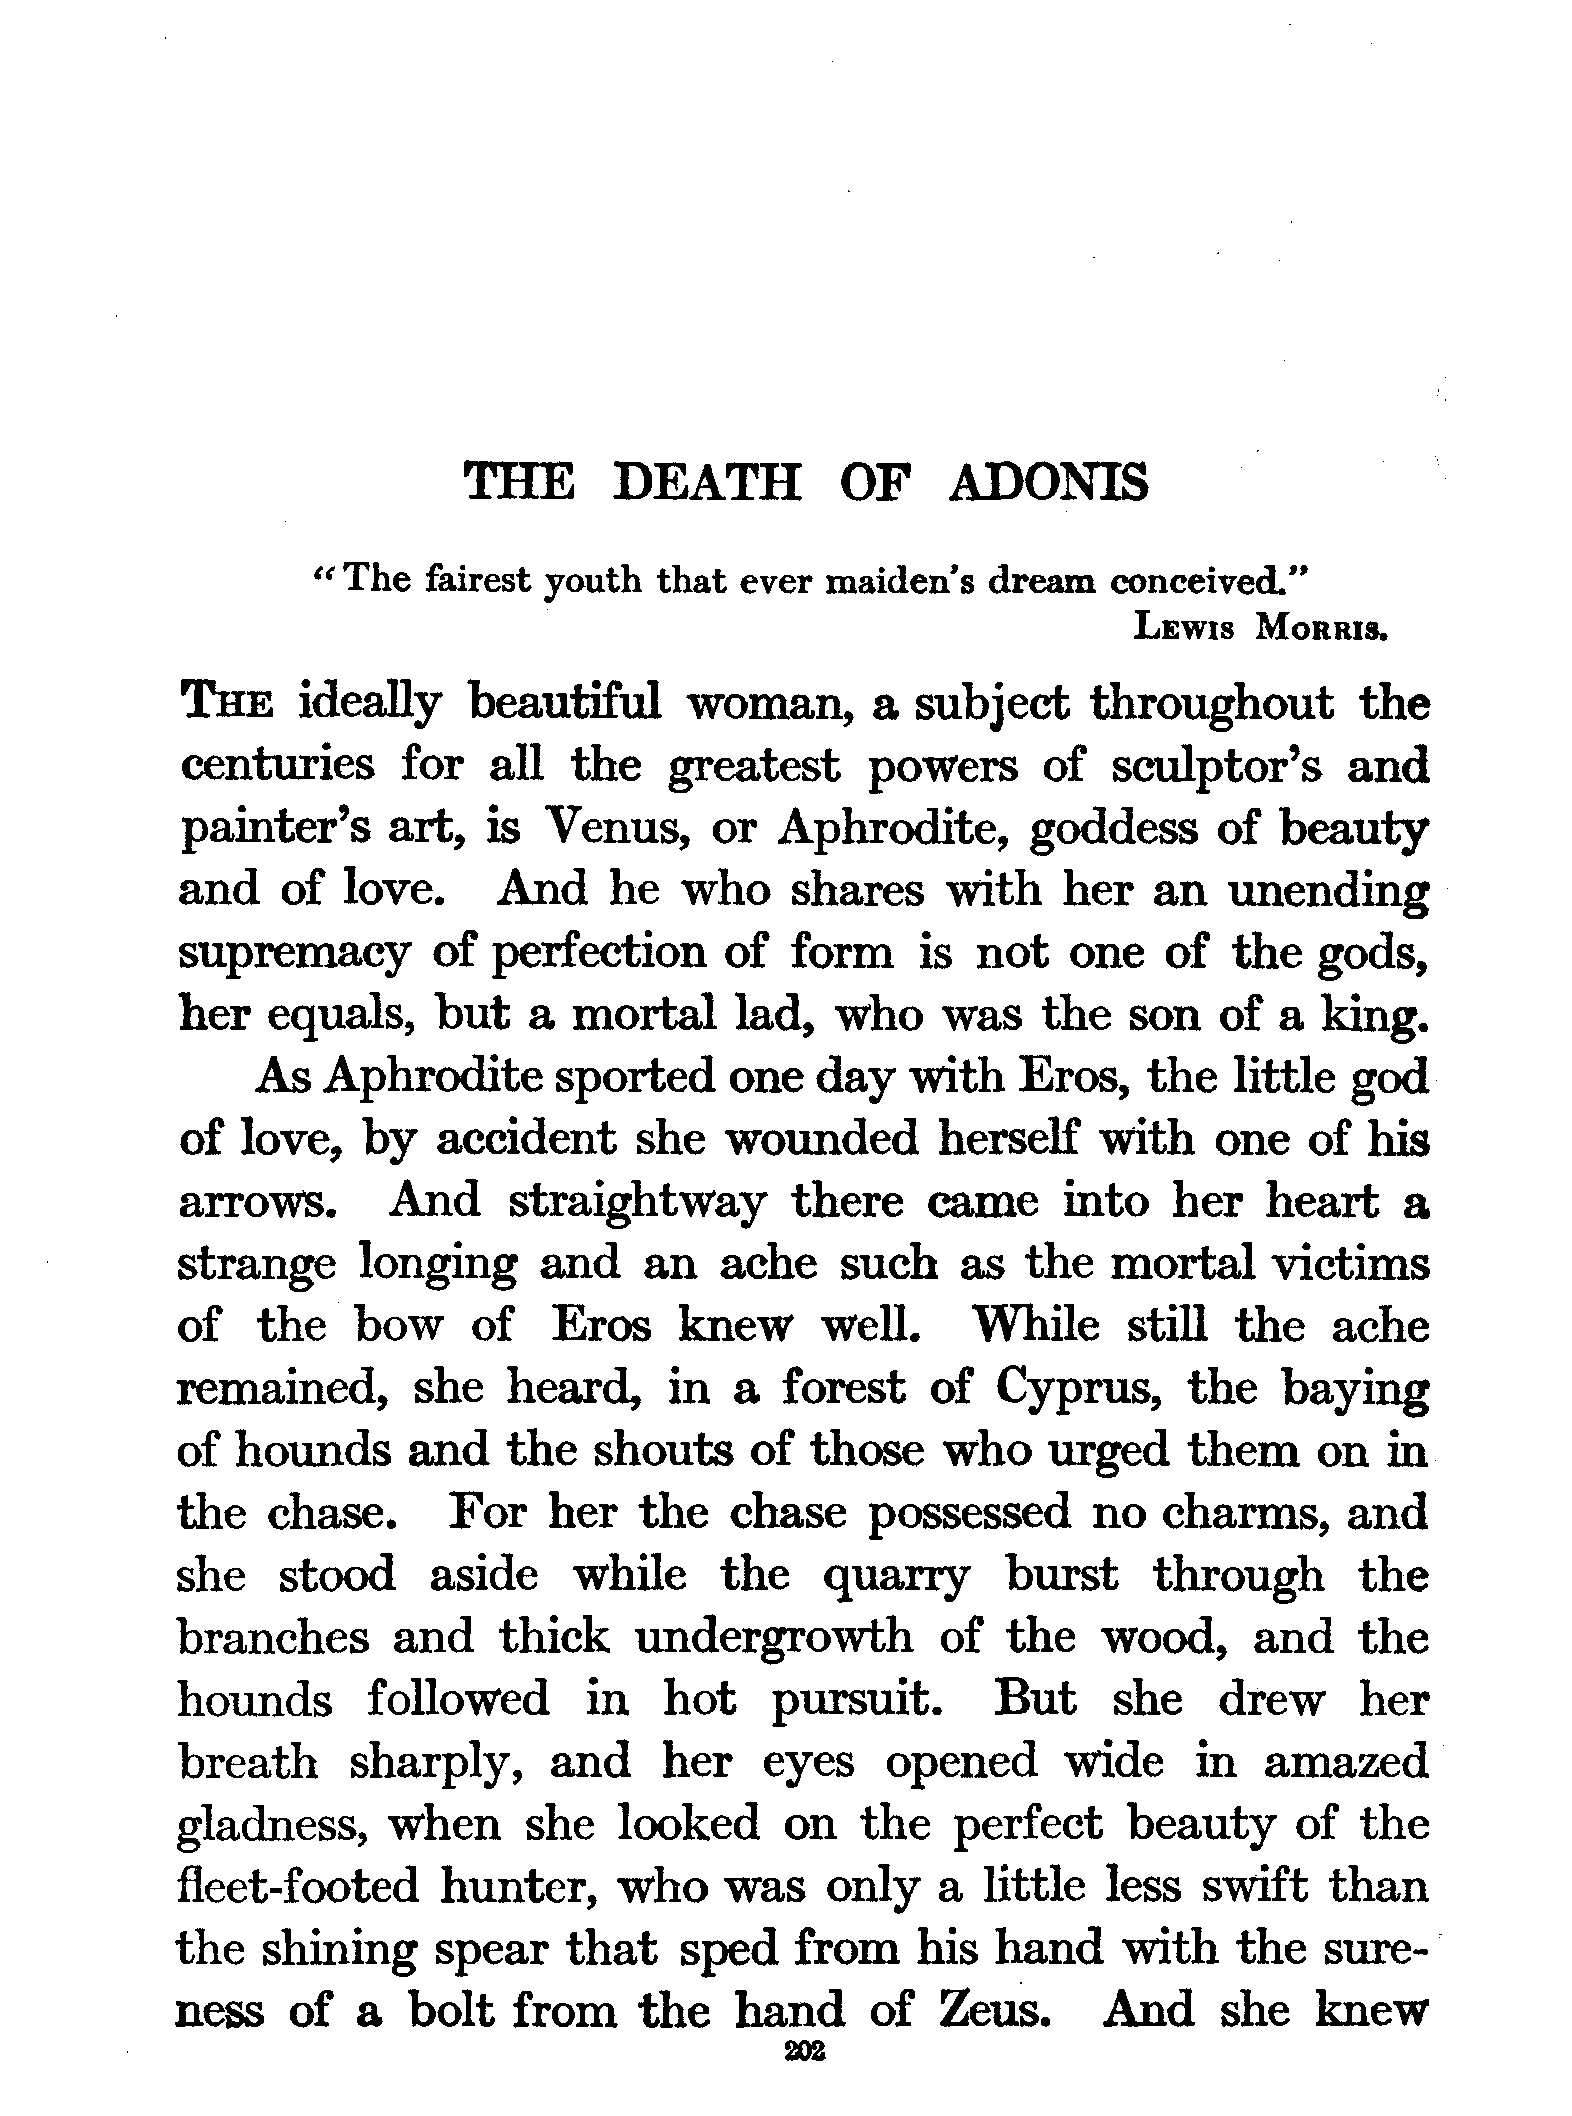 THE DEATH OF ADONIS
“The fairest youth that ever maiden's dream conceived.”
LEWIS MORRIS.
THE ideally beautiful woman, a subject throughout the
centuries for all the greatest powers of sculptor's and
painter's art, is Venus, or Aphrodite, goddess of beauty
and of love. And he who shares with her an unending
supremacy of perfection of form is not one of the gods,
her equals, but a mortal lad, who was the son of a king.
As Aphrodite sported one day with Eros, the little god
of love, by accident she wounded herself with one of his
arrows. And straightway there came into her heart a
strange longing and an ache such as the mortal victims
of the bow of Eros knew well. While still the ache
remained, she heard, in a forest of Cyprus, the baying
of hounds and the shouts of those who urged them on in
the chase. For her the chase possessed no charms, and
she stood aside while the quarry burst through the
branches and thick undergrowth of the wood, and the
hounds followed in hot pursuit. But she drew her
breath sharply, and her eyes opened wide in amazed
gladness, when she looked on the perfect beauty of the
fleet-footed hunter, who was only a little less swift than
the shining spear that sped from his hand with the sure-
ness of a bolt from the hand of Zeus. And she knew
202